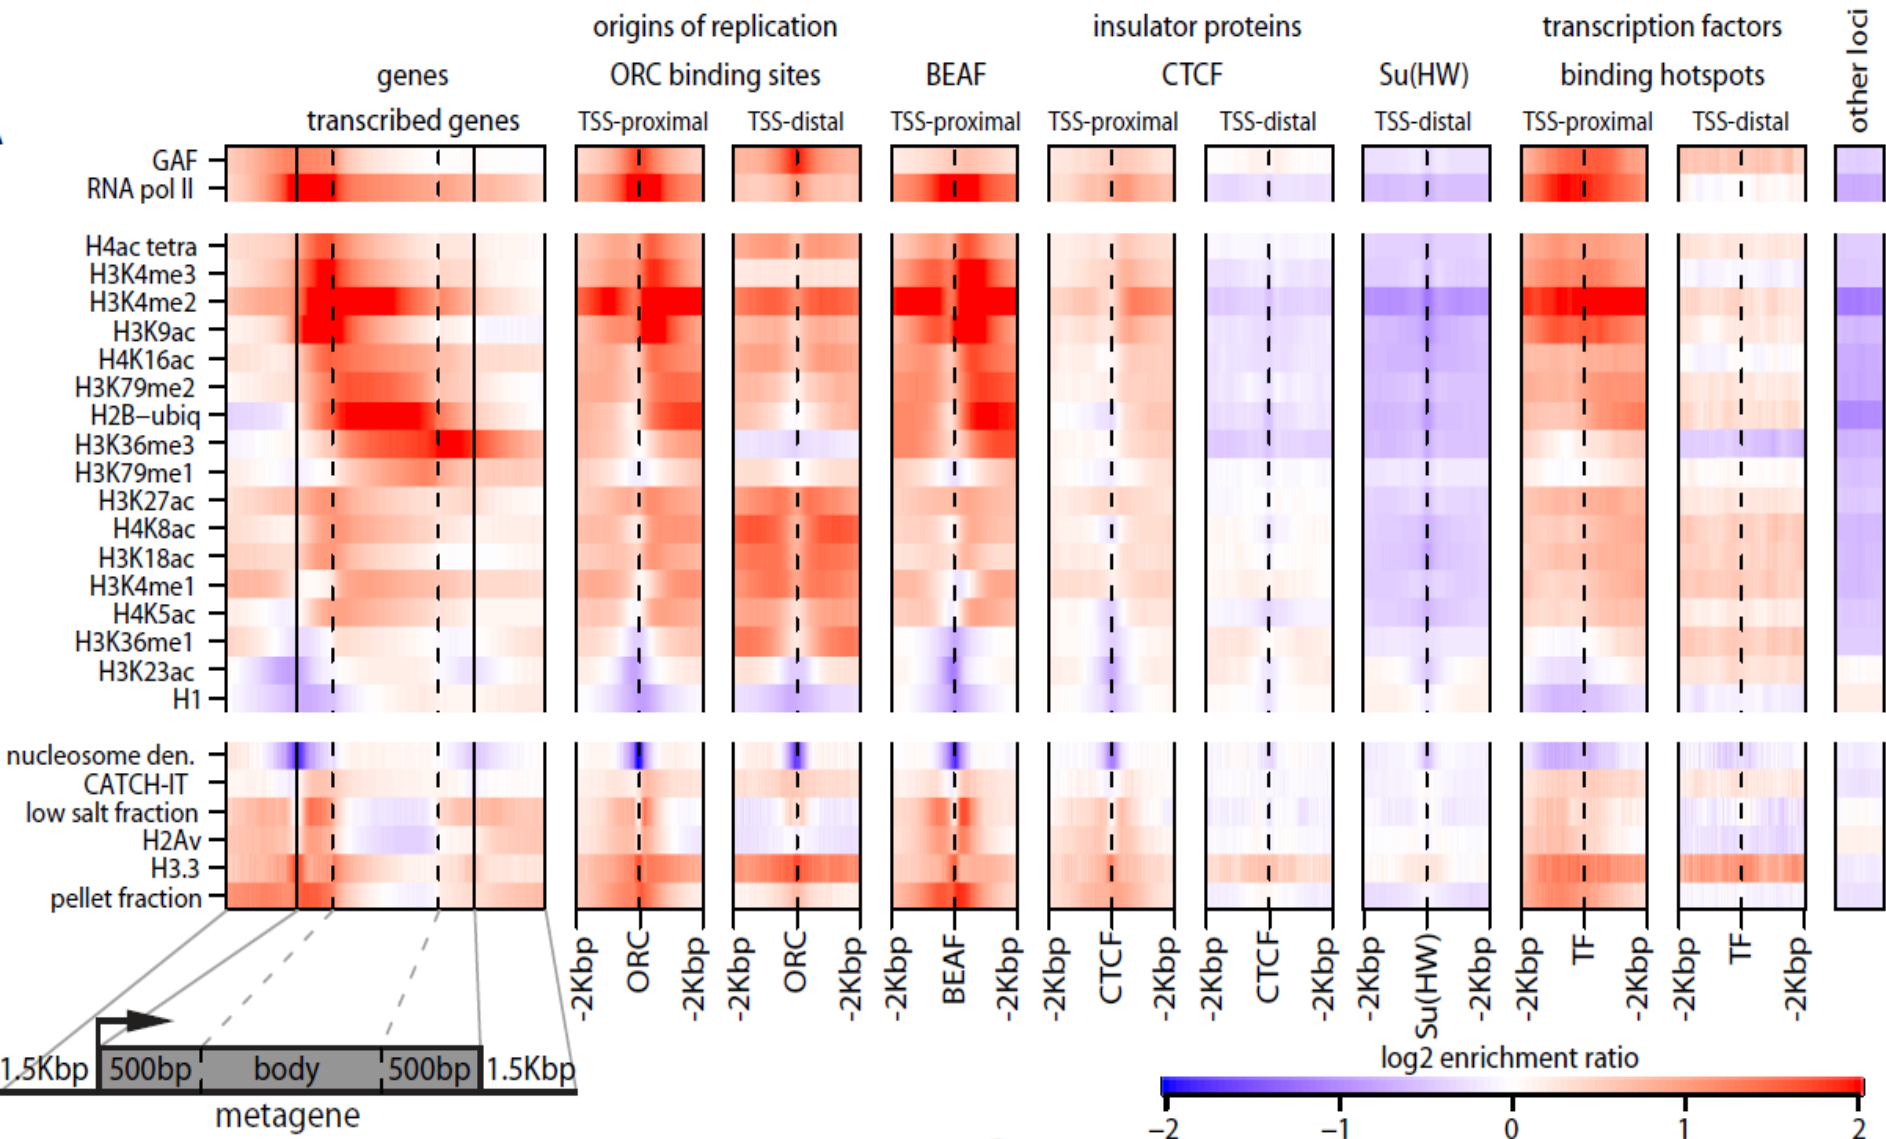 origins of replication insulator proteins transcription factors
genes ORC binding sites BEAF CTCF Su(HW) binding hotspots other loci
transcribed genes TSS-proximal TSS-distal TSS-proximal TSS-proximal TSS-distal TSS-distal TSS-proximal TSS-distal
GAF
RNA pol II
H4ac tetra
H3K4me3
H3K4me2
H3K9ac
H4K16ac
H3K79me2
H2B−ubiq
H3K36me3
H3K79me1
H3K27ac
H4K8ac
H3K18ac
H3K4me1
H4K5ac
H3K36me1
H3K23ac
H1
nucleosome den.
CATCH-IT
low salt fraction
H2Av
H3.3
pellet fraction
-2Kbp ORC -2Kbp -2Kbp ORC -2Kbp -2Kbp BEAF -2Kbp -2Kbp CTCF -2Kbp -2Kbp CTCF -2Kbp -2Kbp Su(HW) -2Kbp -2Kbp TF -2Kbp -2Kbp TF -2Kbp
1.5Kbp 500bp body 500bp 1.5Kbp
metagene
log2 enrichment ratio
−2 −1 0 1 2